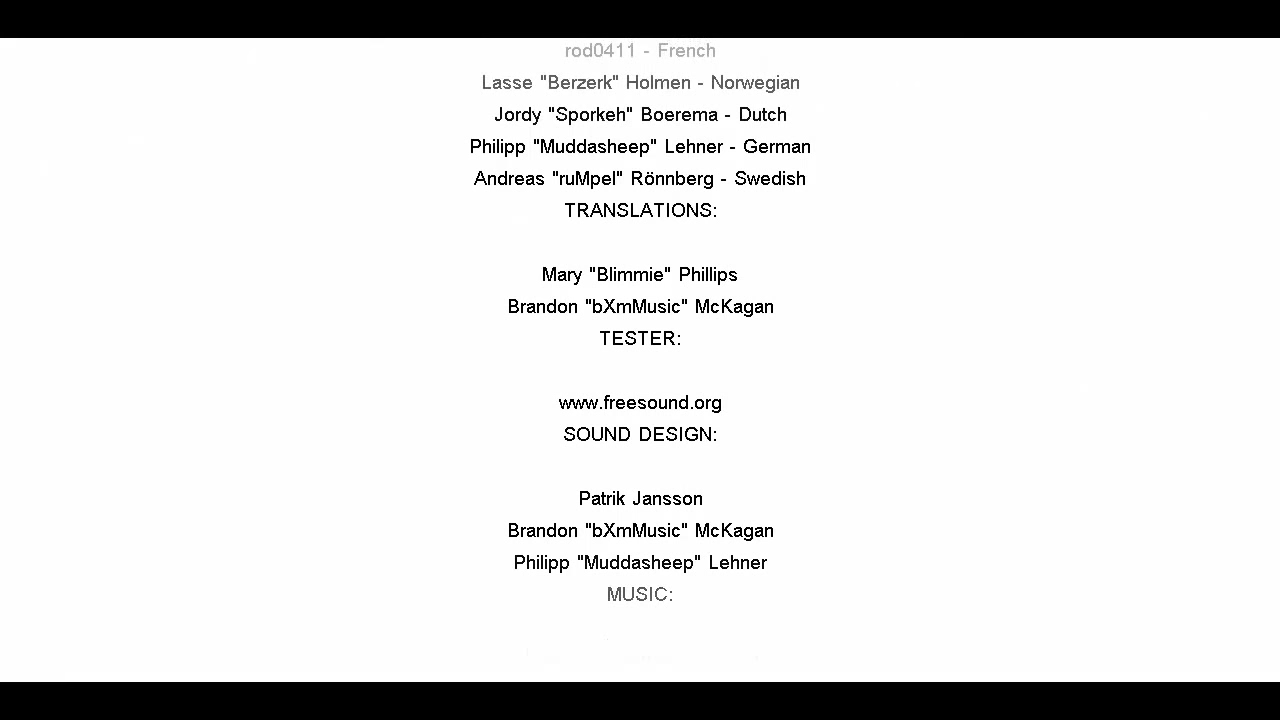 rod0411 - French
Lasse "Berzerk" Holmen - Norwegian
Jordy "Sporkeh" Boerema - Dutch
Philipp "Muddasheep" Lehner - German
Andreas "ruMpel" Rönnberg - Swedish
TRANSLATIONS:
Mary "Blimmie" Phillips
Brandon "bXmMusic" McKagan
TESTER:
www.freesound.org
SOUND DESIGN:
Patrik Jansson
Brandon "bXmMusic" McKagan
Philipp "Muddasheep" Lehner
MUSIC: